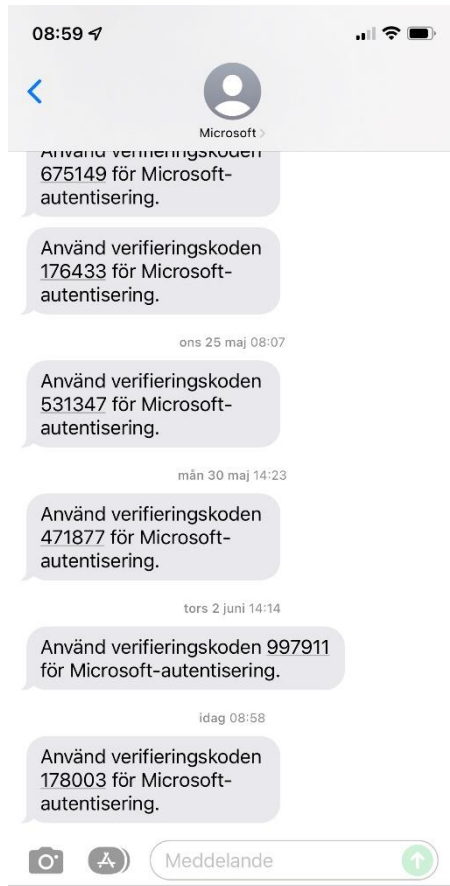 08:59
Microsoft
Använd verifieringskoden
675149 för Microsoft-
autentisering.
Använd verifieringskoden
176433 för Microsoft-
autentisering.
ons 25 maj 08:07
Använd verifieringskoden
531347 för Microsoft-
autentisering.
mån 30 maj 14:23
Använd verifieringskoden
471877 för Microsoft-
autentisering.
tors 2 juni 14:14
Använd verifieringskoden 997911
för Microsoft-autentisering.
idag 08:58
Använd verifieringskoden
178003 för Microsoft-
autentisering.
Meddelande